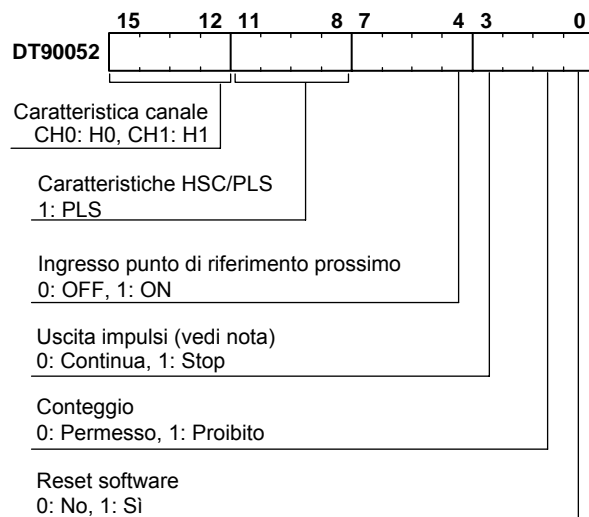 15 12 11 8 7 4 3 0
DT90052
Caratteristica canale
CH0: H0, CH1: H1
Caratteristiche HSC/PLS
1: PLS
Ingresso punto di riferimento prossimo
0: OFF, 1: ON
Uscita impulsi (vedi nota)
0: Continua, 1: Stop
Conteggio
0: Permesso, 1: Proibito
Reset software
0: No, 1: Sì